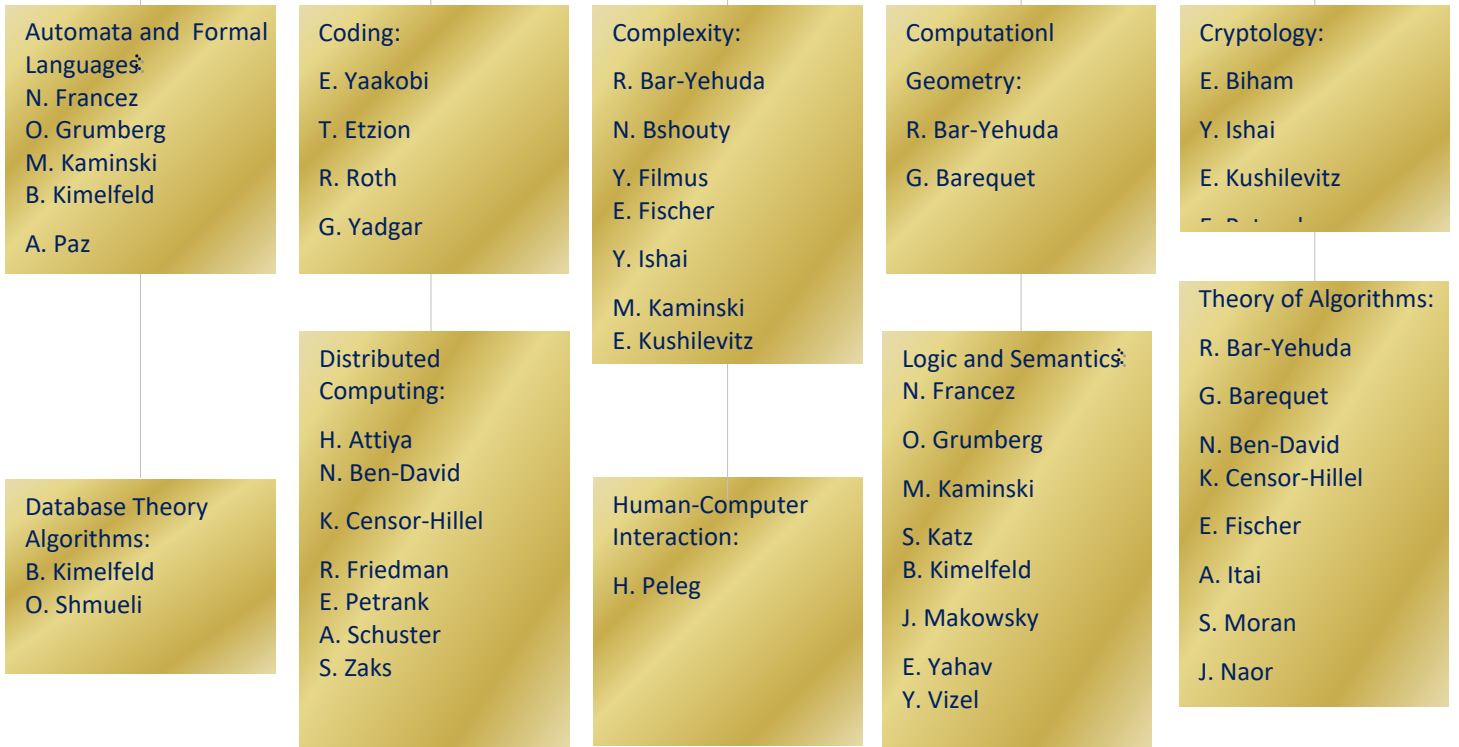 Automata and Formal
Languages:
N. Francez
O. Grumberg
M. Kaminski
B. Kimelfeld
A. Paz
Coding:
E. Yaakobi
T. Etzion
R. Roth
G. Yadgar
Complexity:
R. Bar-Yehuda
N. Bshouty
Y. Filmus
E. Fischer
Y. Ishai
M. Kaminski
E. Kushilevitz
Computationl
Geometry:
R. Bar-Yehuda
G. Barequet
Cryptology:
E. Biham
Y. Ishai
E. Kushilevitz
Database Theory
Algorithms:
B. Kimelfeld
O. Shmueli
Distributed
Computing:
H. Attiya
N. Ben-David
K. Censor-Hillel
R. Friedman
E. Petrank
A. Schuster
S. Zaks
Human-Computer
Interaction:
H. Peleg
Logic and Semantics:
N. Francez
O. Grumberg
M. Kaminski
S. Katz
B. Kimelfeld
J. Makowsky
E. Yahav
Y. Vizel
Theory of Algorithms:
R. Bar-Yehuda
G. Barequet
N. Ben-David
K. Censor-Hillel
E. Fischer
A. Itai
S. Moran
J. Naor